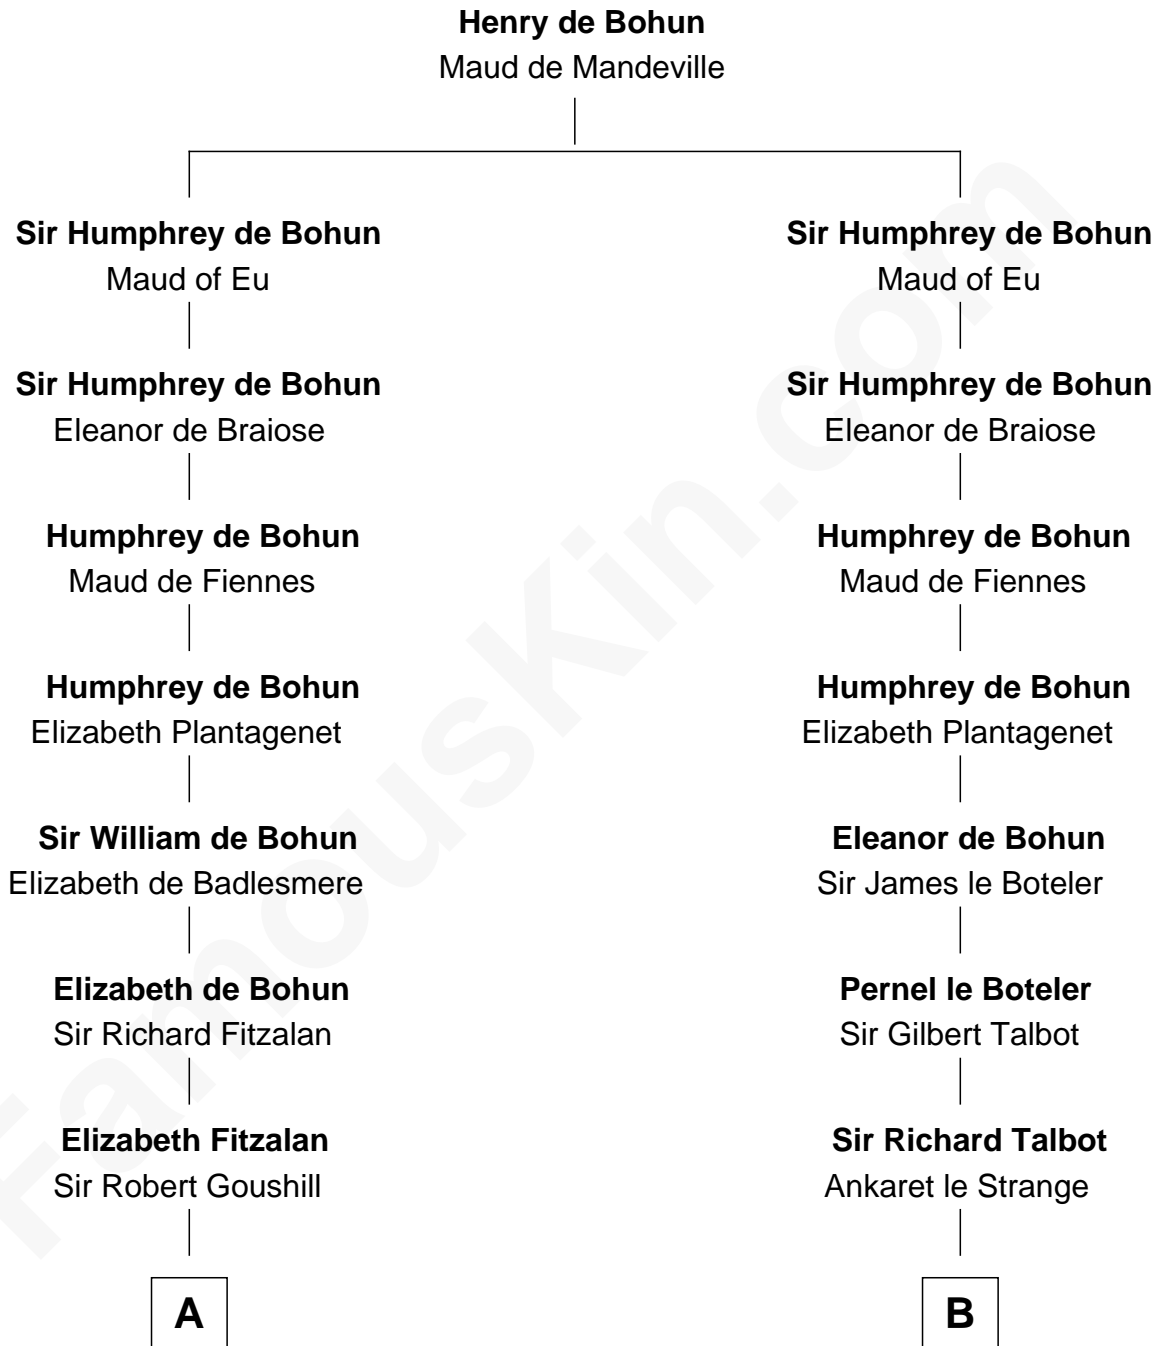 Henry de Bohun
Maud de Mandeville
Sir Humphrey de Bohun
Maud of Eu
Sir Humphrey de Bohun
Eleanor de Braiose
Humphrey de Bohun
Maud de Fiennes
Humphrey de Bohun
Elizabeth Plantagenet
Sir William de Bohun
Elizabeth de Badlesmere
Elizabeth de Bohun
Sir Richard Fitzalan
Elizabeth Fitzalan
Sir Robert Goushill
A
Sir Humphrey de Bohun
Maud of Eu
Sir Humphrey de Bohun
Eleanor de Braiose
Humphrey de Bohun
Maud de Fiennes
Humphrey de Bohun
Elizabeth Plantagenet
Eleanor de Bohun
Sir James le Boteler
Pernel le Boteler
Sir Gilbert Talbot
Sir Richard Talbot
Ankaret le Strange
B
FamousKin.com